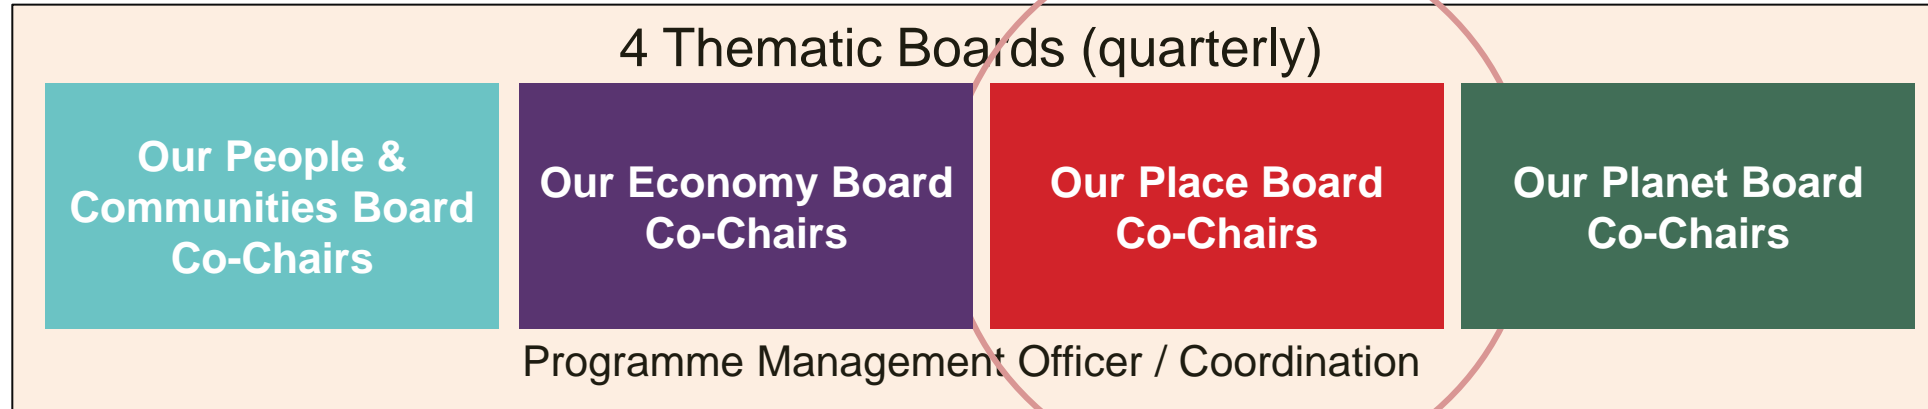 4 Thematic Boards (quarterly)
Our People &
Communities Board
Co-Chairs
Our Economy Board
Co-Chairs
Our Place Board
Co-Chairs
Our Planet Board
Co-Chairs
Programme Management Officer / Coordination